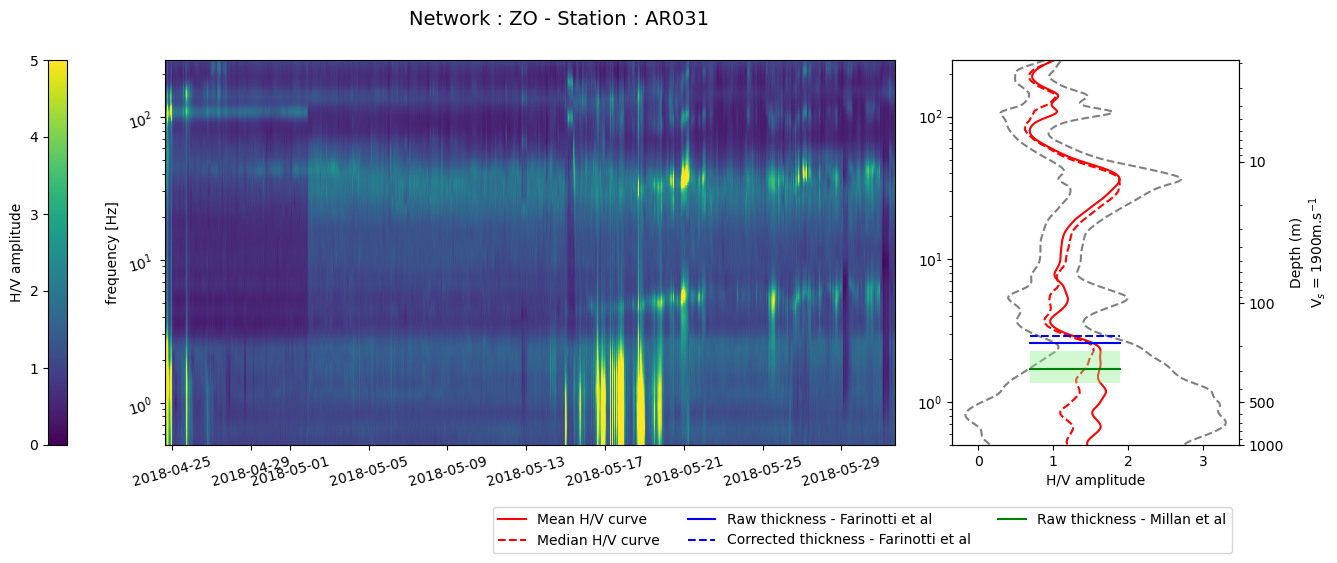 Network : ZO - Station : AR031
5
4
3
2
1
0
H/V amplitude
10²
10¹
10⁰
frequency [Hz]
2018-04-25
2018-04-29
2018-05-01
2018-05-05
2018-05-09
2018-05-13
2018-05-17
2018-05-21
2018-05-25
2018-05-29
10²
10¹
10⁰
0
1
2
3
H/V amplitude
10
100
500
1000
Depth (m)
Vₛ = 1900m.s⁻¹
Mean H/V curve
Median H/V curve
Raw thickness - Farinotti et al
Corrected thickness - Farinotti et al
Raw thickness - Millan et al